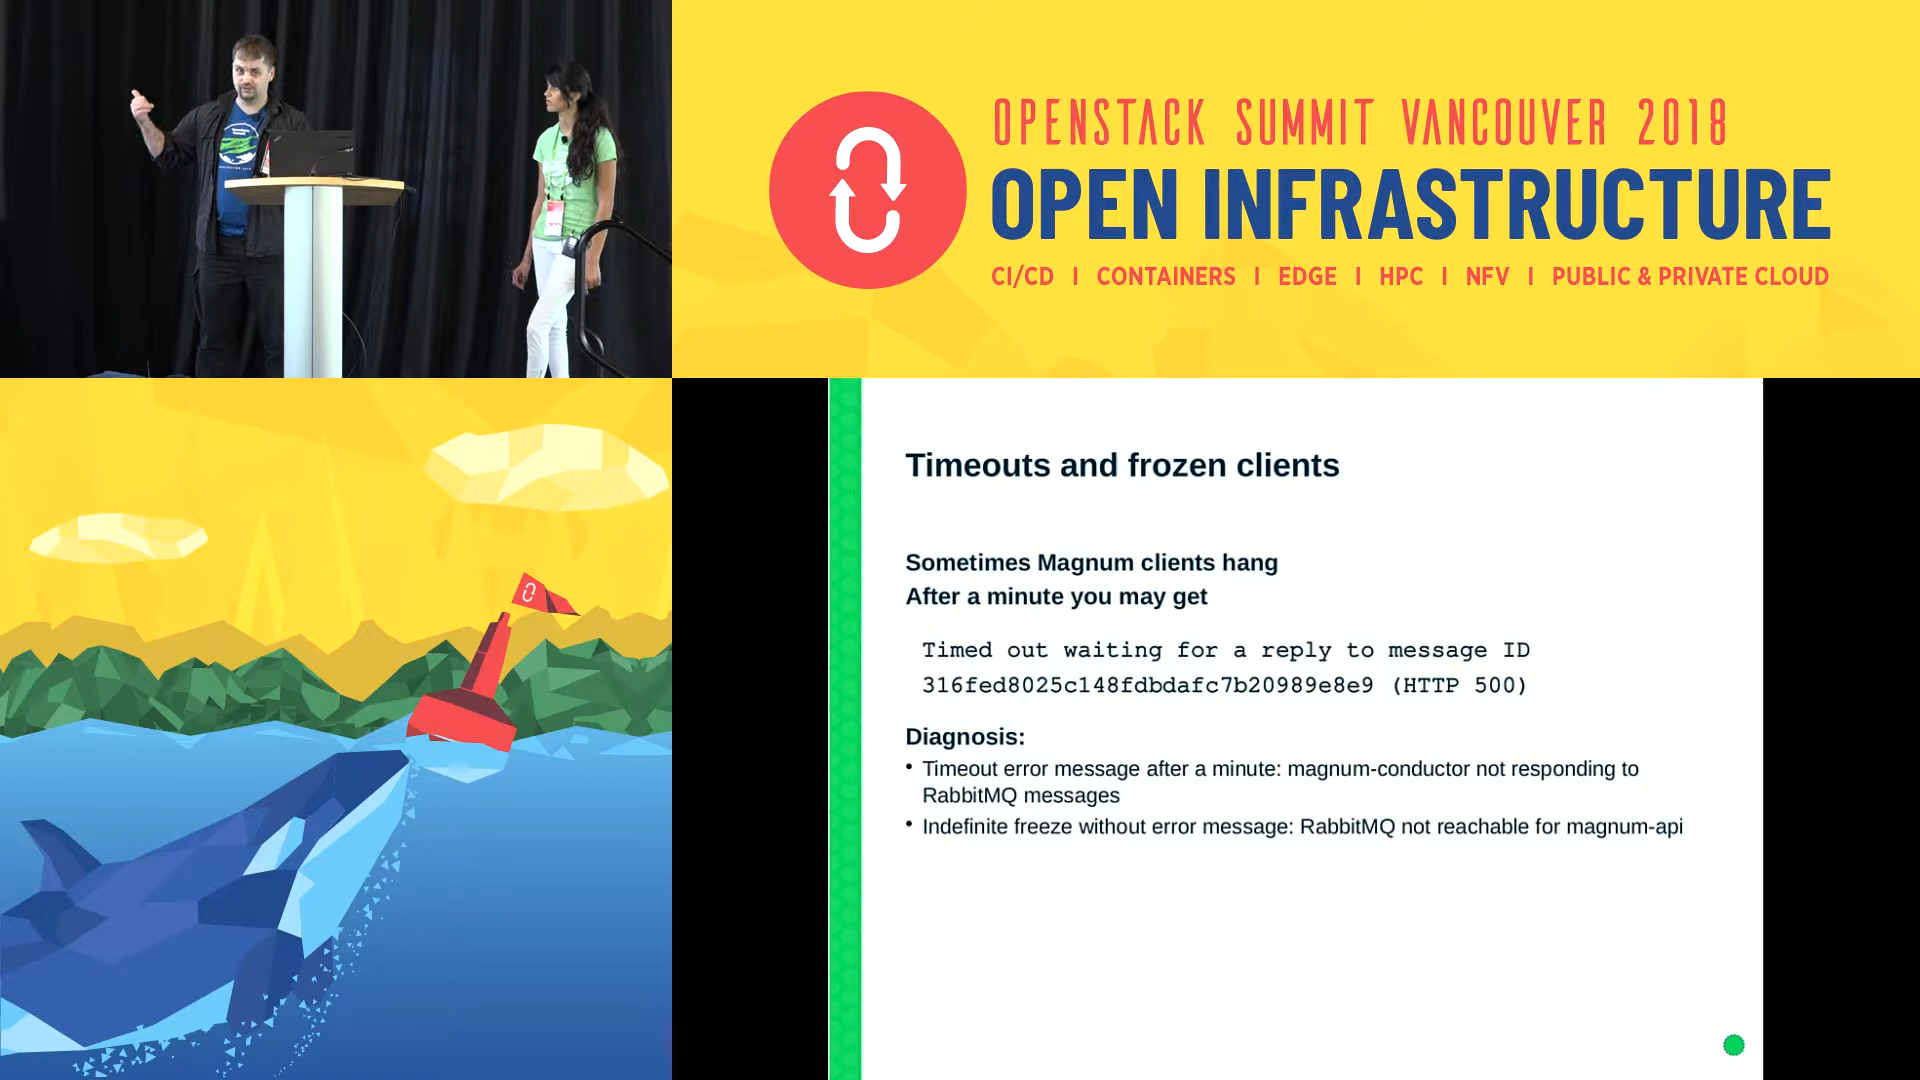 OPENSTACK SUMMIT VANCOUVER 2018
OPEN INFRASTRUCTURE
CI/CD | CONTAINERS | EDGE | HPC | NFV | PUBLIC & PRIVATE CLOUD
Timeouts and frozen clients
Sometimes Magnum clients hang
After a minute you may get
Timed out waiting for a reply to message ID
316fed8025c148fdbdafc7b20989e8e9 (HTTP 500)
Diagnosis:
• Timeout error message after a minute: magnum-conductor not responding to
RabbitMQ messages
• Indefinite freeze without error message: RabbitMQ not reachable for magnum-api